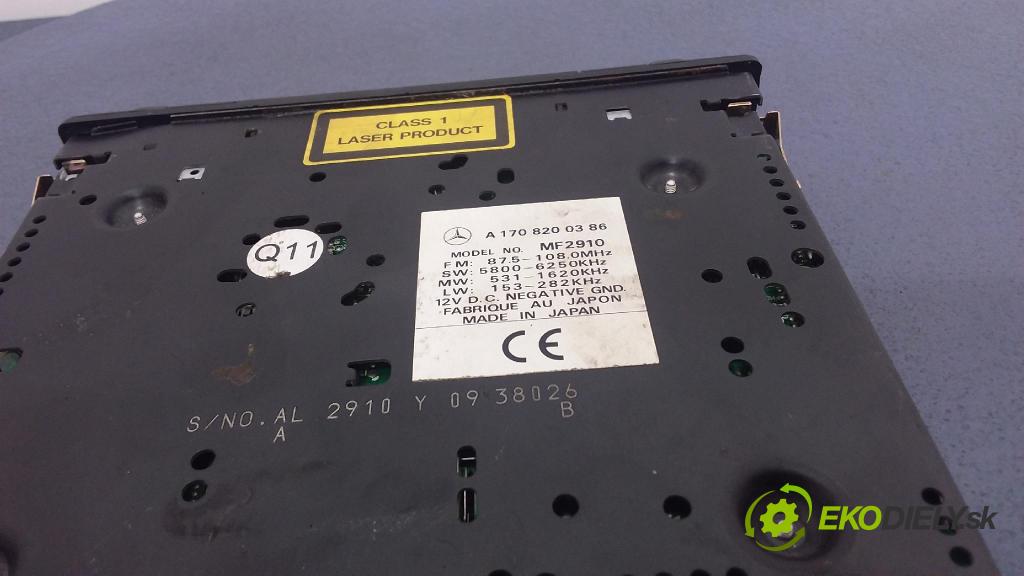 CLASS 1
LASER PRODUCT
A 170 820 03 86
MODEL NO. MF2910
FM: 87.5-108.0MHz
SW: 5800-6250KHz
MW: 531-1620KHz
LW: 153-282KHz
12V D.C. NEGATIVE GND.
FABRIQUE AU JAPON
MADE IN JAPAN
CE
Q11
S/NO. AL 2910 Y 09 38026
A B
EKODIELY.sk